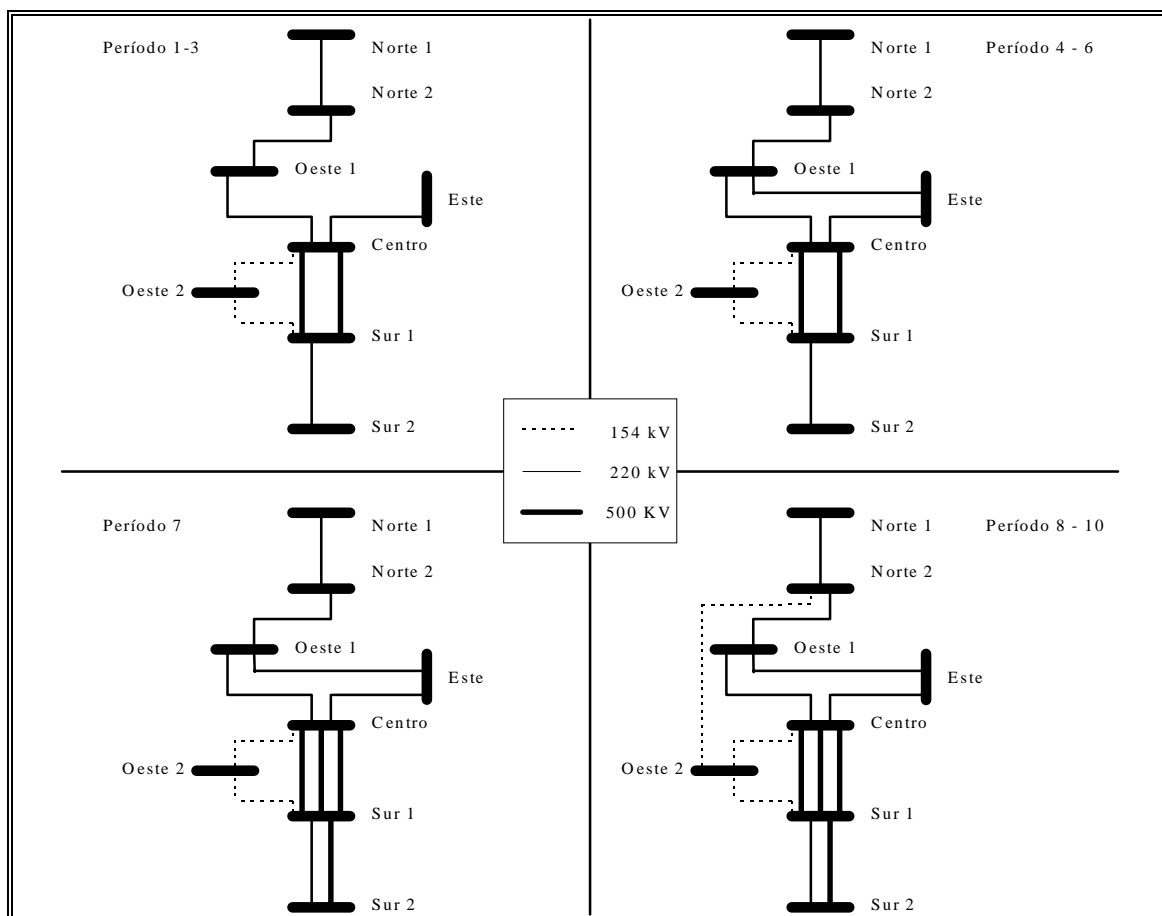 Período 1-3
Norte 1
Norte 2
Oeste 1
Este
Centro
Oeste 2
Sur 1
Sur 2
Norte 1
Período 4 - 6
Norte 2
Oeste 1
Este
Centro
Oeste 2
Sur 1
Sur 2
154 kV
220 kV
500 KV
Período 7
Norte 1
Norte 2
Oeste 1
Este
Centro
Oeste 2
Sur 1
Sur 2
Norte 1
Período 8 - 10
Norte 2
Oeste 1
Este
Centro
Oeste 2
Sur 1
Sur 2